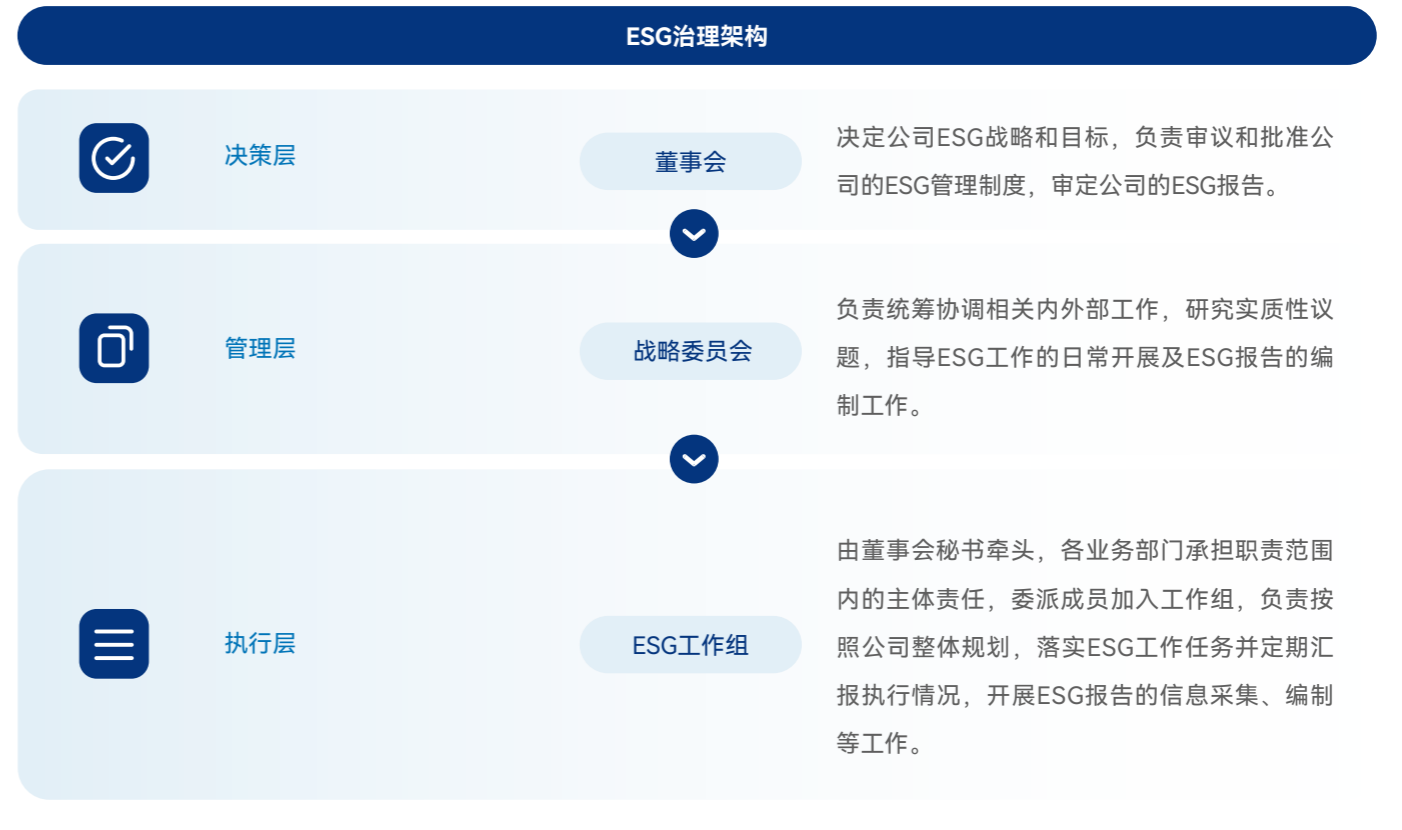 ESG治理架构
决策层
董事会
决定公司ESG战略和目标，负责审议和批准公
司的ESG管理制度，审定公司的ESG报告。
管理层
战略委员会
负责统筹协调相关内外部工作，研究实质性议
题，指导ESG工作的日常开展及ESG报告的编
制工作。
执行层
ESG工作组
由董事会秘书牵头，各业务部门承担职责范围
内的主体责任，委派成员加入工作组，负责按
照公司整体规划，落实ESG工作任务并定期汇
报执行情况，开展ESG报告的信息采集、编制
等工作。